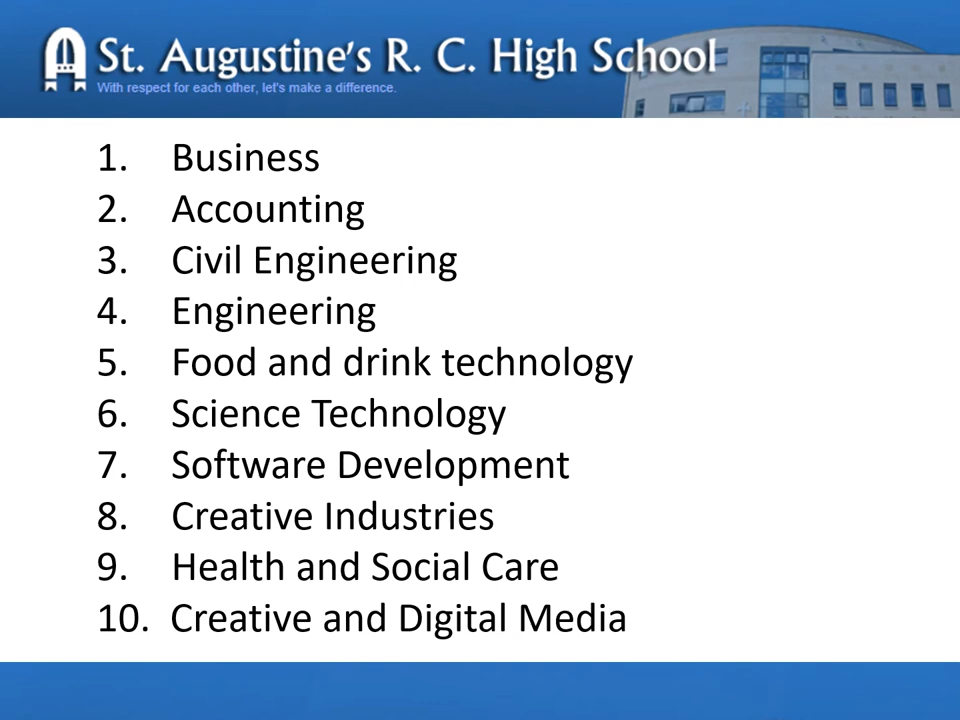 St. Augustine's R. C. High School
With respect for each other, let's make a difference.
1. Business
2. Accounting
3. Civil Engineering
4. Engineering
5. Food and drink technology
6. Science Technology
7. Software Development
8. Creative Industries
9. Health and Social Care
10. Creative and Digital Media